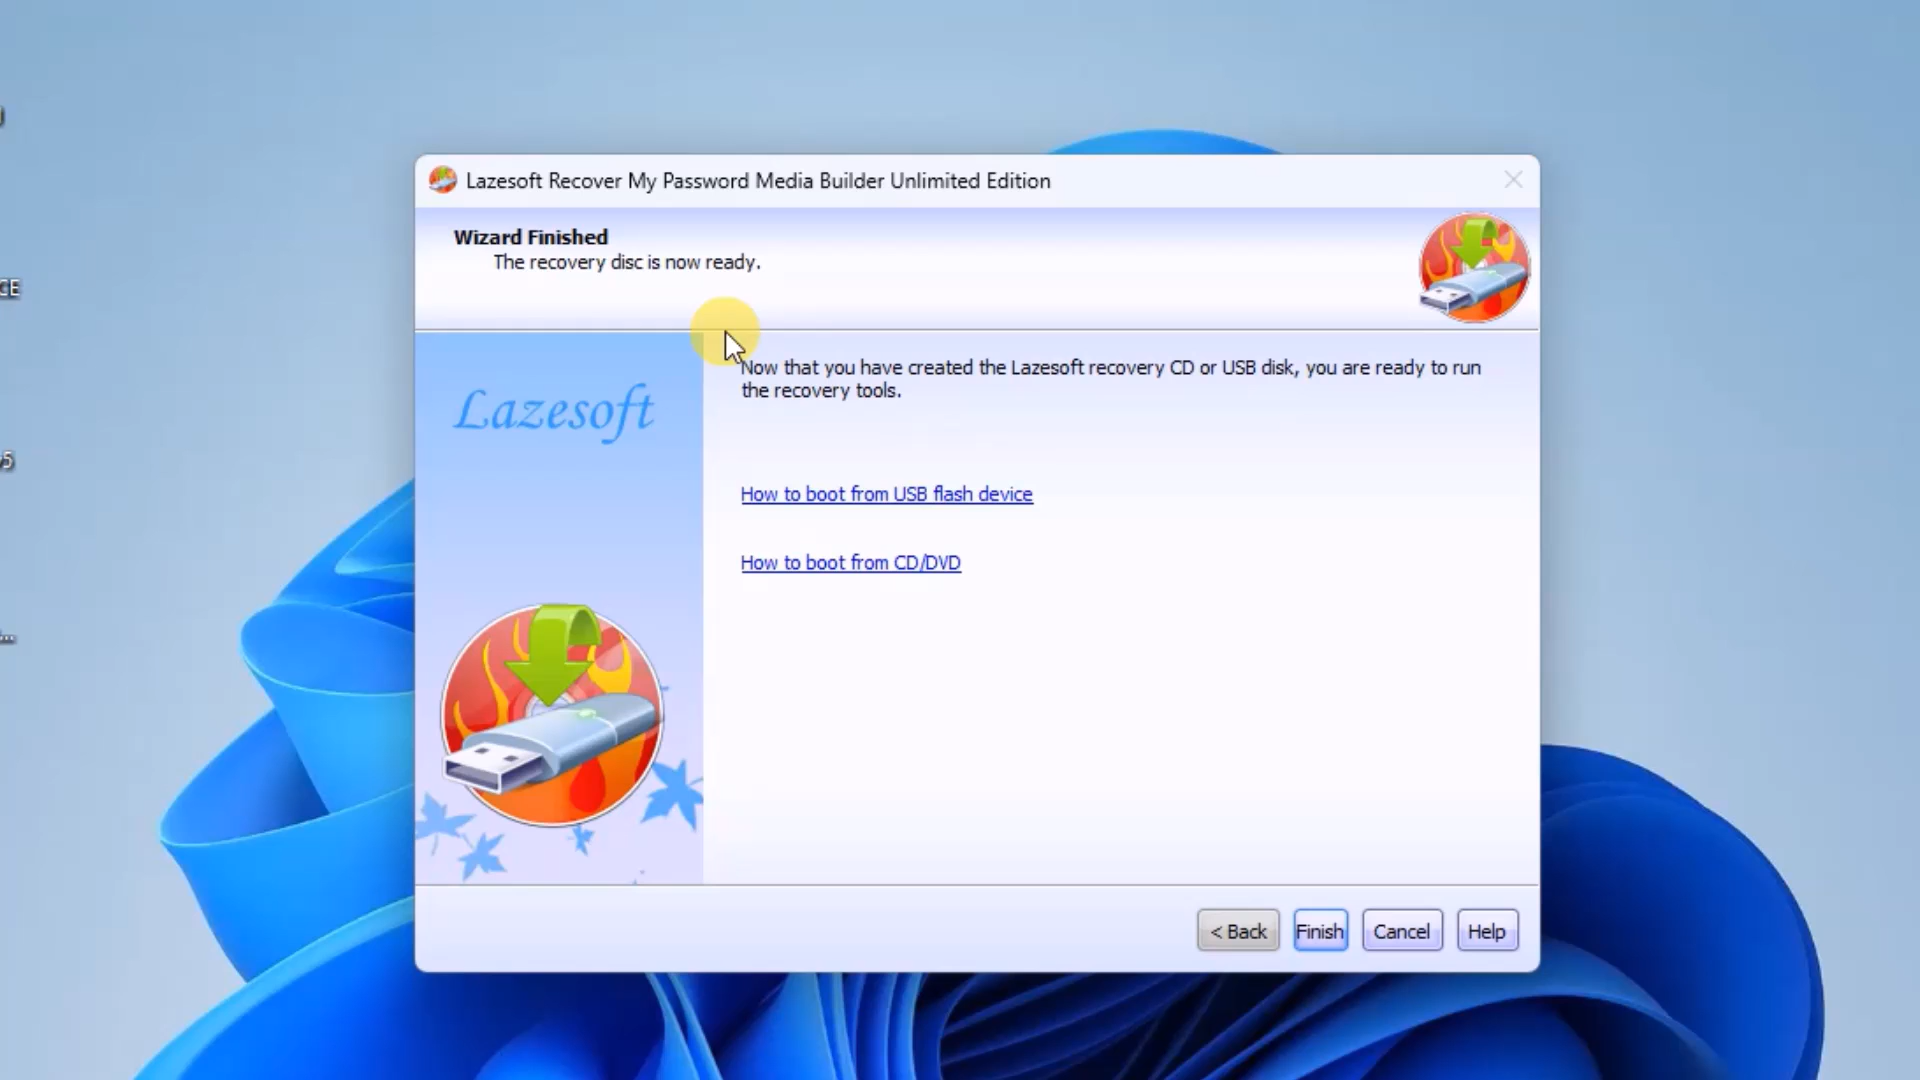 Lazesoft Recover My Password Media Builder Unlimited Edition
Wizard Finished
The recovery disc is now ready.
CE
Now that you have created the Lazesoft recovery CD or USB disk, you are ready to run
the recovery tools.
Lazesoft
5
How to boot from USB flash device
How to boot from CD/DVD
...
< Back
Finish
Cancel
Help